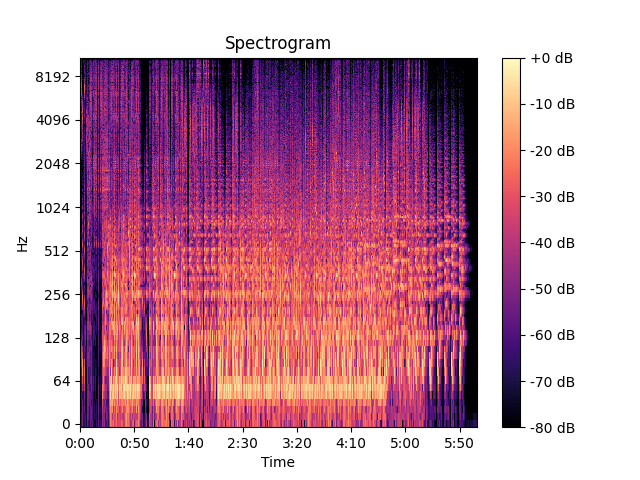 Spectrogram
8192
4096
2048
1024
512
256
128
64
0
Hz
0:00 0:50 1:40 2:30 3:20 4:10 5:00 5:50
Time
+0 dB
-10 dB
-20 dB
-30 dB
-40 dB
-50 dB
-60 dB
-70 dB
-80 dB